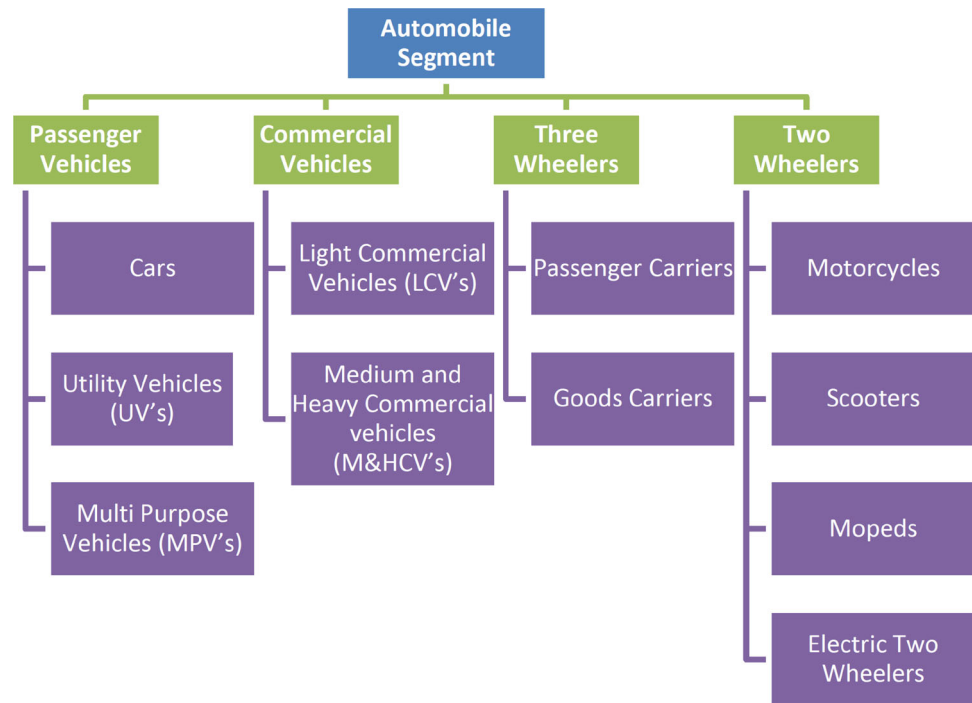 Automobile
Segment
Passenger
Vehicles
Cars
Utility Vehicles
(UV's)
Multi Purpose
Vehicles (MPV's)
Commercial
Vehicles
Light Commercial
Vehicles (LCV's)
Medium and
Heavy Commercial
vehicles
(M&HCV's)
Three
Wheelers
Passenger Carriers
Goods Carriers
Two
Wheelers
Motorcycles
Scooters
Mopeds
Electric Two
Wheelers